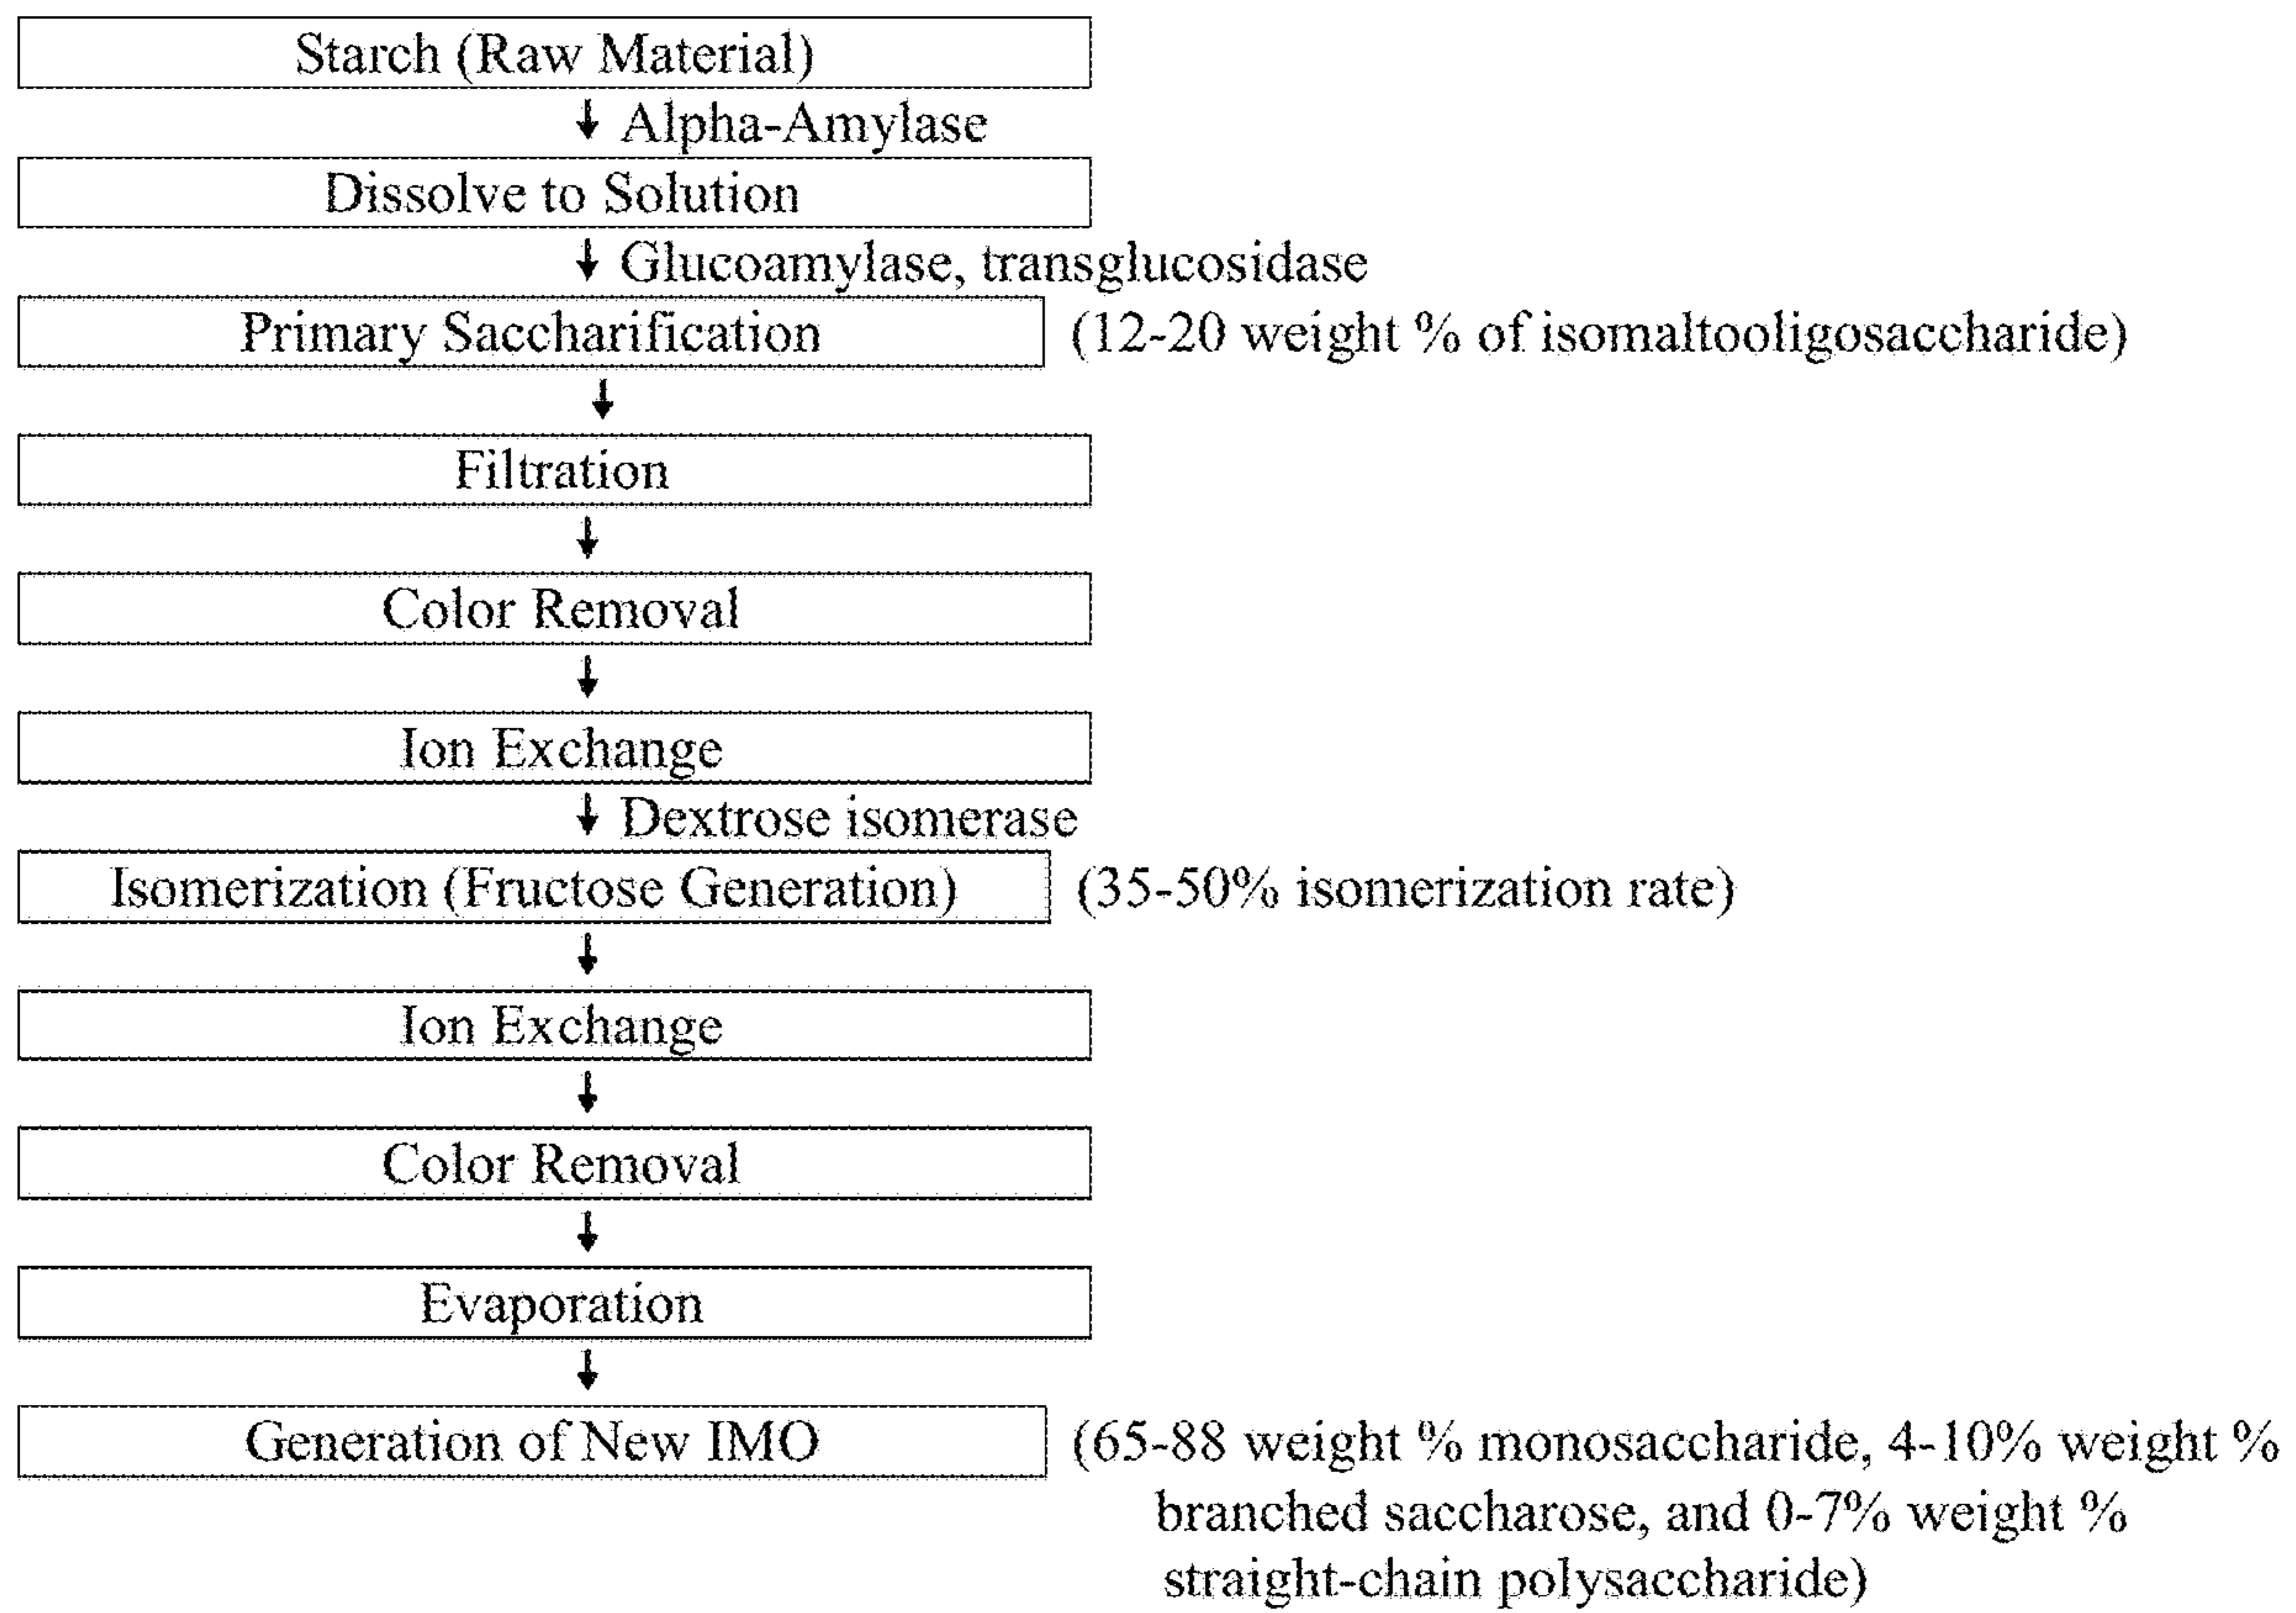 Starch (Raw Material)
Alpha-Amylase
Dissolve to Solution
Glucoamylase, transglucosidase
Primary Saccharification (12-20 weight % of isomaltooligosaccharide)
Filtration
Color Removal
Ion Exchange
Dextrose isomerase
Isomerization (Fructose Generation) (35-50% isomerization rate)
Ion Exchange
Color Removal
Evaporation
Generation of New IMO (65-88 weight % monosaccharide, 4-10% weight %
branched saccharose, and 0-7% weight %
straight-chain polysaccharide)